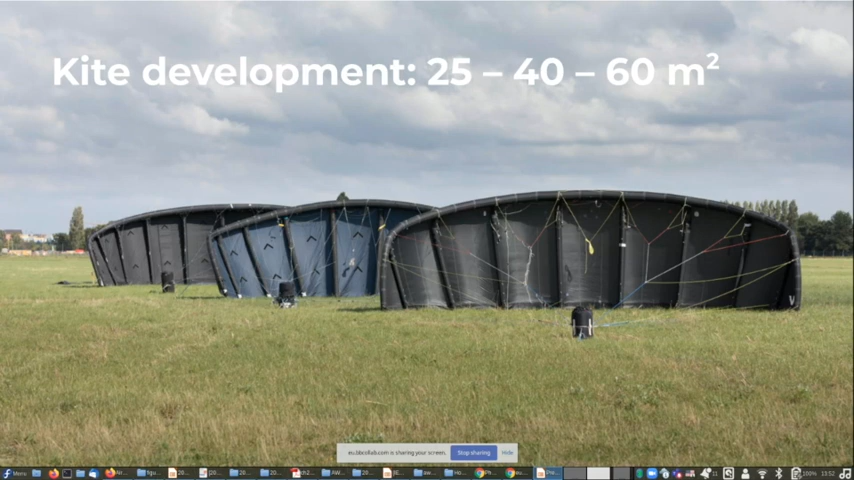 Kite development: 25 – 40 – 60 m²
eu.bbcollab.com is sharing your screen.
Stop sharing
Hide
Menu
100%
13:52